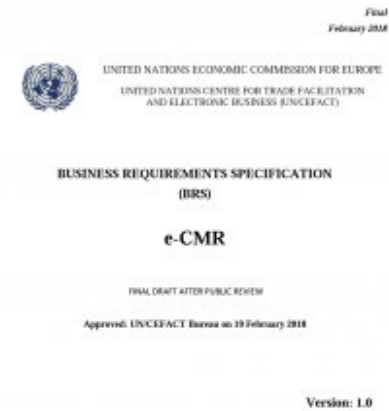 Final
February 2018
UNITED NATIONS ECONOMIC COMMISSION FOR EUROPE
UNITED NATIONS CENTRE FOR TRADE FACILITATION
AND ELECTRONIC BUSINESS (UN/CEFACT)
BUSINESS REQUIREMENTS SPECIFICATION
(BRS)
e-CMR
FINAL DRAFT AFTER PUBLIC REVIEW
Approved: UN/CEFACT Bureau on 19 February 2018
Version: 1.0